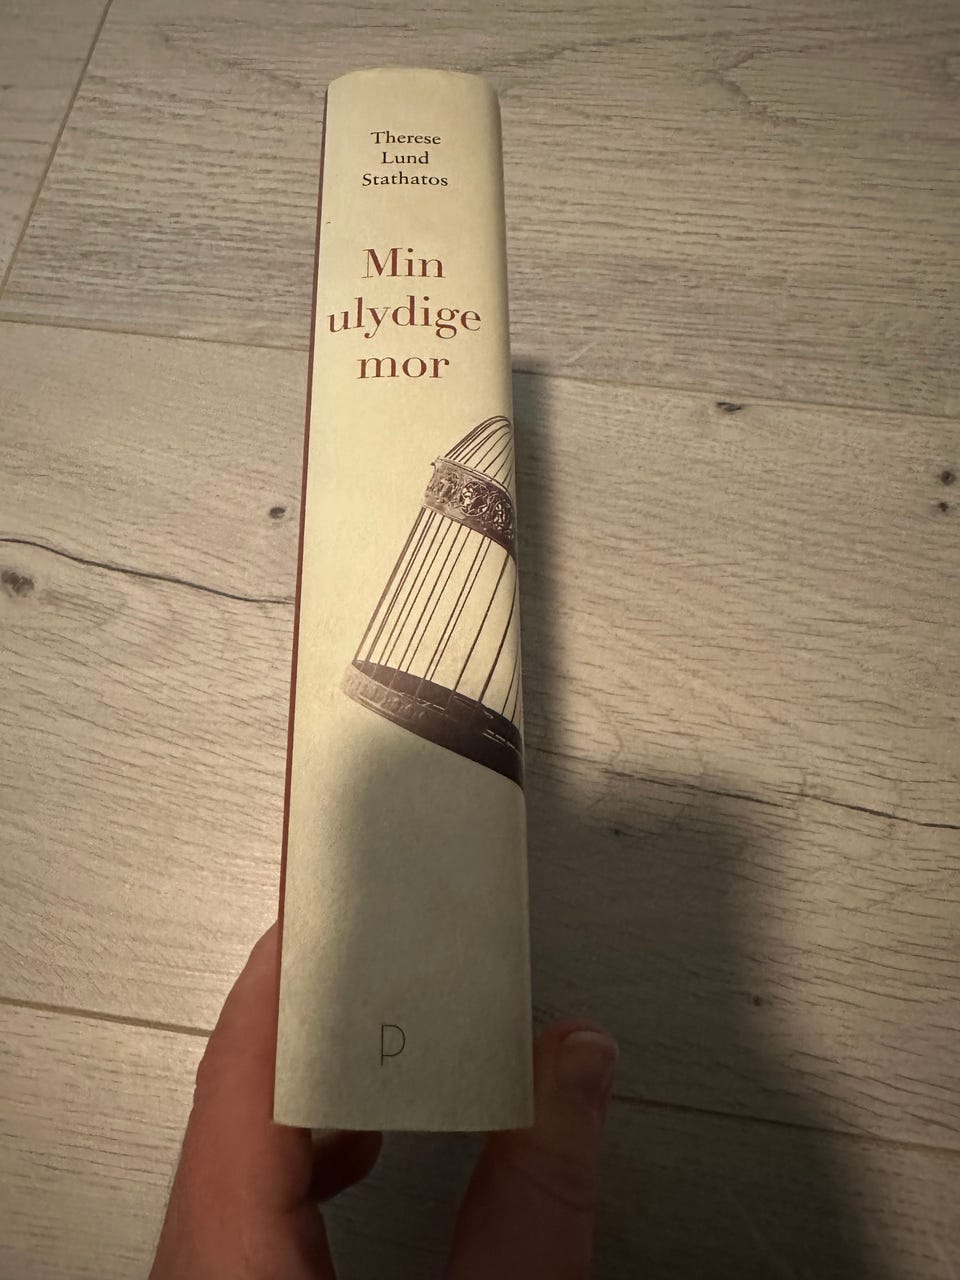 Therese
Lund
Stathatos
Min
ulydige
mor
P